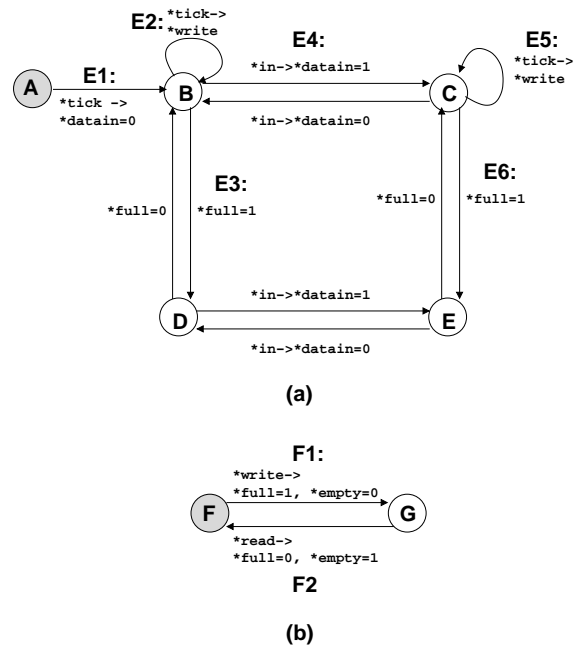 E2: *tick->
*write
E4:
E5:
*tick->
*write
A
E1:
*tick ->
*datain=0
B
*in->*datain=1
*in->*datain=0
C
*full=0
E3:
*full=1
*full=0
E6:
*full=1
D
*in->*datain=1
*in->*datain=0
E
(a)
F1:
*write->
*full=1, *empty=0
F
G
*read->
*full=0, *empty=1
F2
(b)